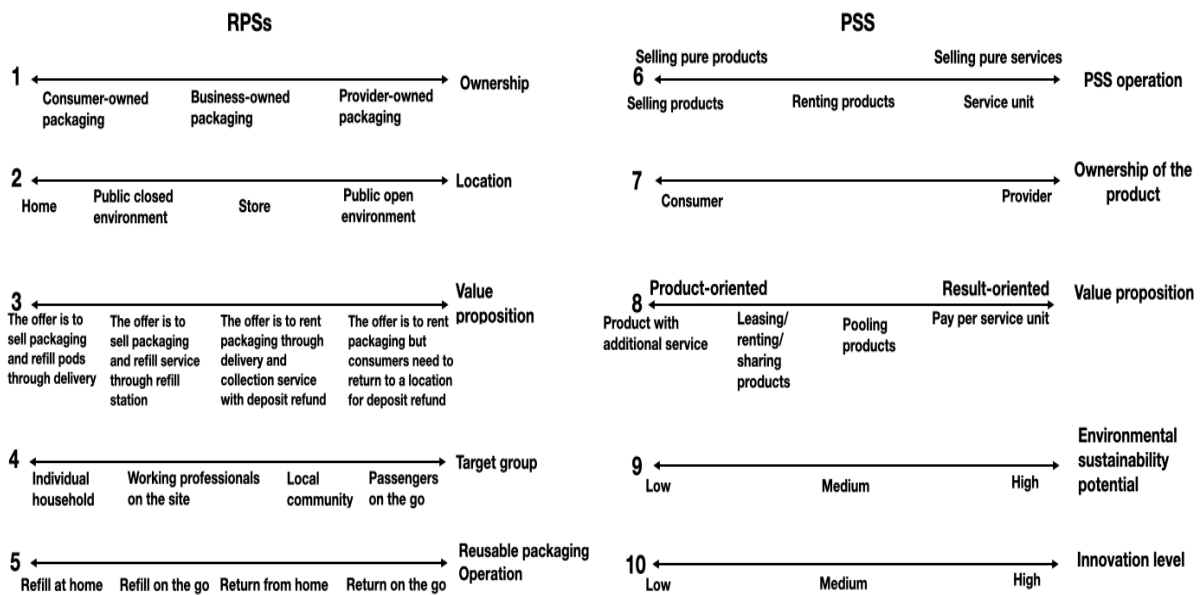 RPSs
1
Ownership
Consumer-owned
packaging
Business-owned
packaging
Provider-owned
packaging
2
Location
Home
Public closed
environment
Store
Public open
environment
3
Value
proposition
The offer is to
sell packaging
and refill pods
through delivery
The offer is to
sell packaging
and refill service
through refill
station
The offer is to rent
packaging through
delivery and
collection service
with deposit refund
The offer is to rent
packaging but
consumers need to
return to a location
for deposit refund
4
Target group
Individual
household
Working professionals
on the site
Local
community
Passengers
on the go
5
Reusable packaging
Operation
Refill at home
Refill on the go
Return from home
Return on the go
PSS
Selling pure products
Selling pure services
6
PSS operation
Selling products
Renting products
Service unit
7
Ownership of the
product
Consumer
Provider
8
Product-oriented
Result-oriented
Value proposition
Product with
additional service
Leasing/
renting/
sharing
products
Pooling
products
Pay per service unit
9
Environmental
sustainability
potential
Low
Medium
High
10
Innovation level
Low
Medium
High